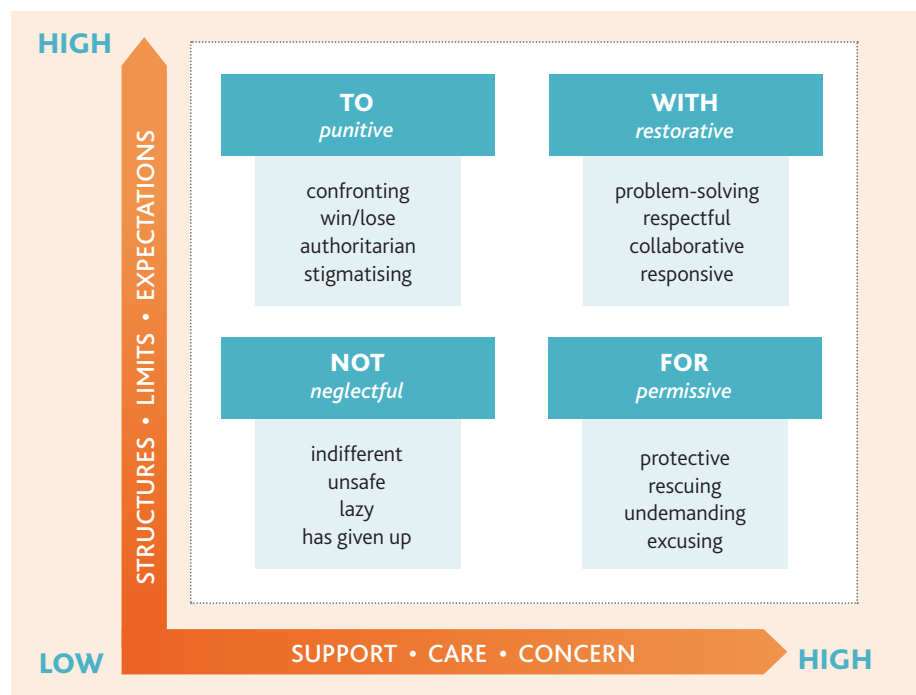 HIGH
STRUCTURES • LIMITS • EXPECTATIONS
TO
punitive
confronting
win/lose
authoritarian
stigmatising
WITH
restorative
problem-solving
respectful
collaborative
responsive
NOT
neglectful
indifferent
unsafe
lazy
has given up
FOR
permissive
protective
rescuing
undemanding
excusing
LOW
SUPPORT • CARE • CONCERN
HIGH